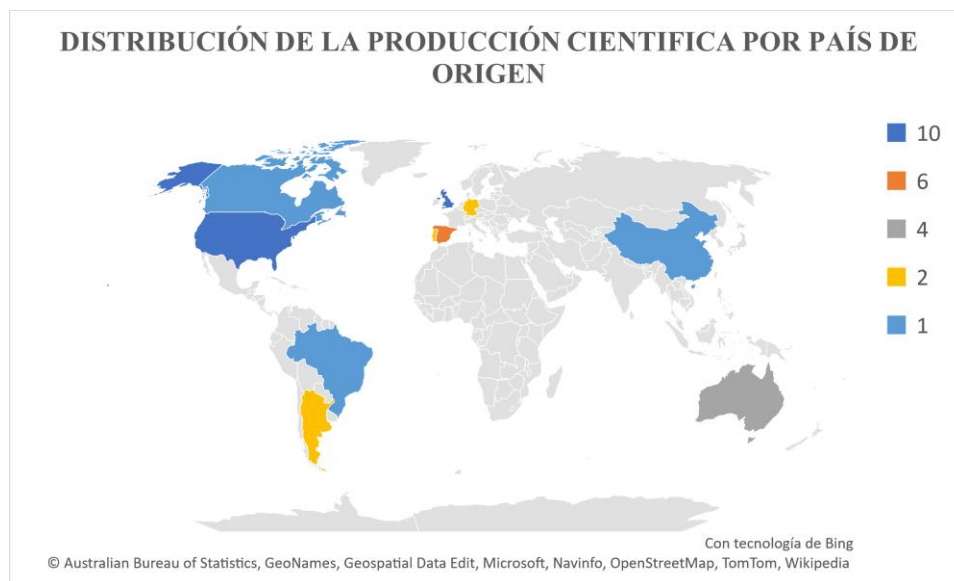 DISTRIBUCIÓN DE LA PRODUCCIÓN CIENTIFICA POR PAÍS DE
ORIGEN
10
6
4
2
1
Con tecnología de Bing
© Australian Bureau of Statistics, GeoNames, Geospatial Data Edit, Microsoft, Navinfo, OpenStreetMap, TomTom, Wikipedia